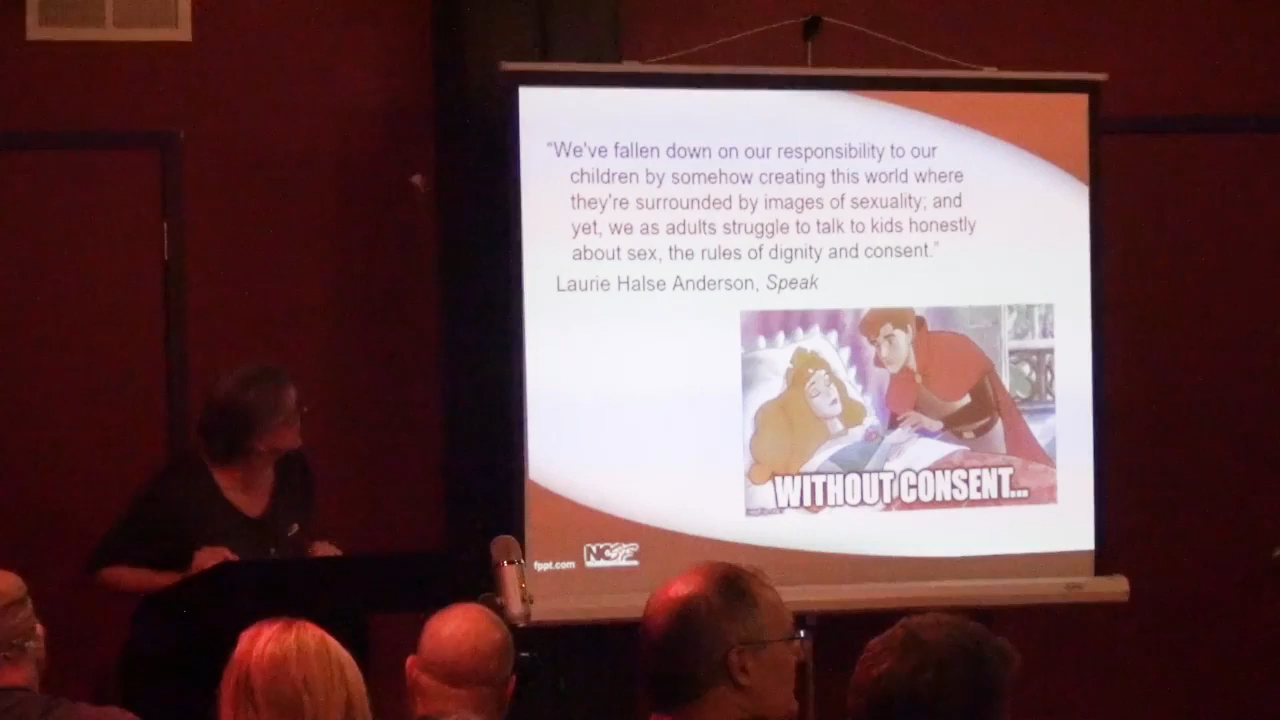 "We've fallen down on our responsibility to our
children by somehow creating this world where
they're surrounded by images of sexuality; and
yet, we as adults struggle to talk to kids honestly
about sex, the rules of dignity and consent."
Laurie Halse Anderson, Speak
WITHOUT CONSENT...
fppt.com